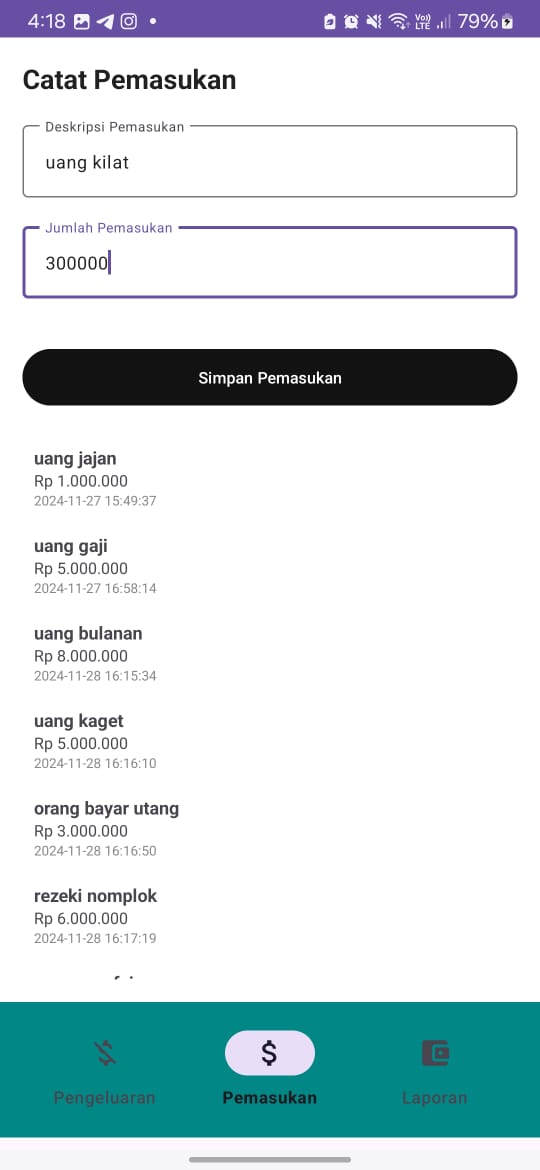 4:18
Vo))
LTE
79%
Catat Pemasukan
Deskripsi Pemasukan
uang kilat
Jumlah Pemasukan
300000
Simpan Pemasukan
uang jajan
Rp 1.000.000
2024-11-27 15:49:37
uang gaji
Rp 5.000.000
2024-11-27 16:58:14
uang bulanan
Rp 8.000.000
2024-11-28 16:15:34
uang kaget
Rp 5.000.000
2024-11-28 16:16:10
orang bayar utang
Rp 3.000.000
2024-11-28 16:16:50
rezeki nomplok
Rp 6.000.000
2024-11-28 16:17:19
Pengeluaran
Pemasukan
Laporan